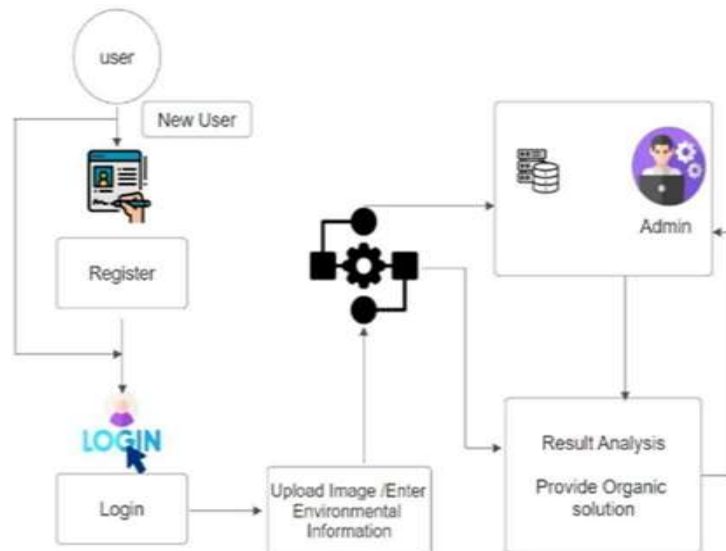 user
New User
Register
LOGIN
Login
Upload Image /Enter
Environmental
Information
Admin
Result Analysis
Provide Organic
solution